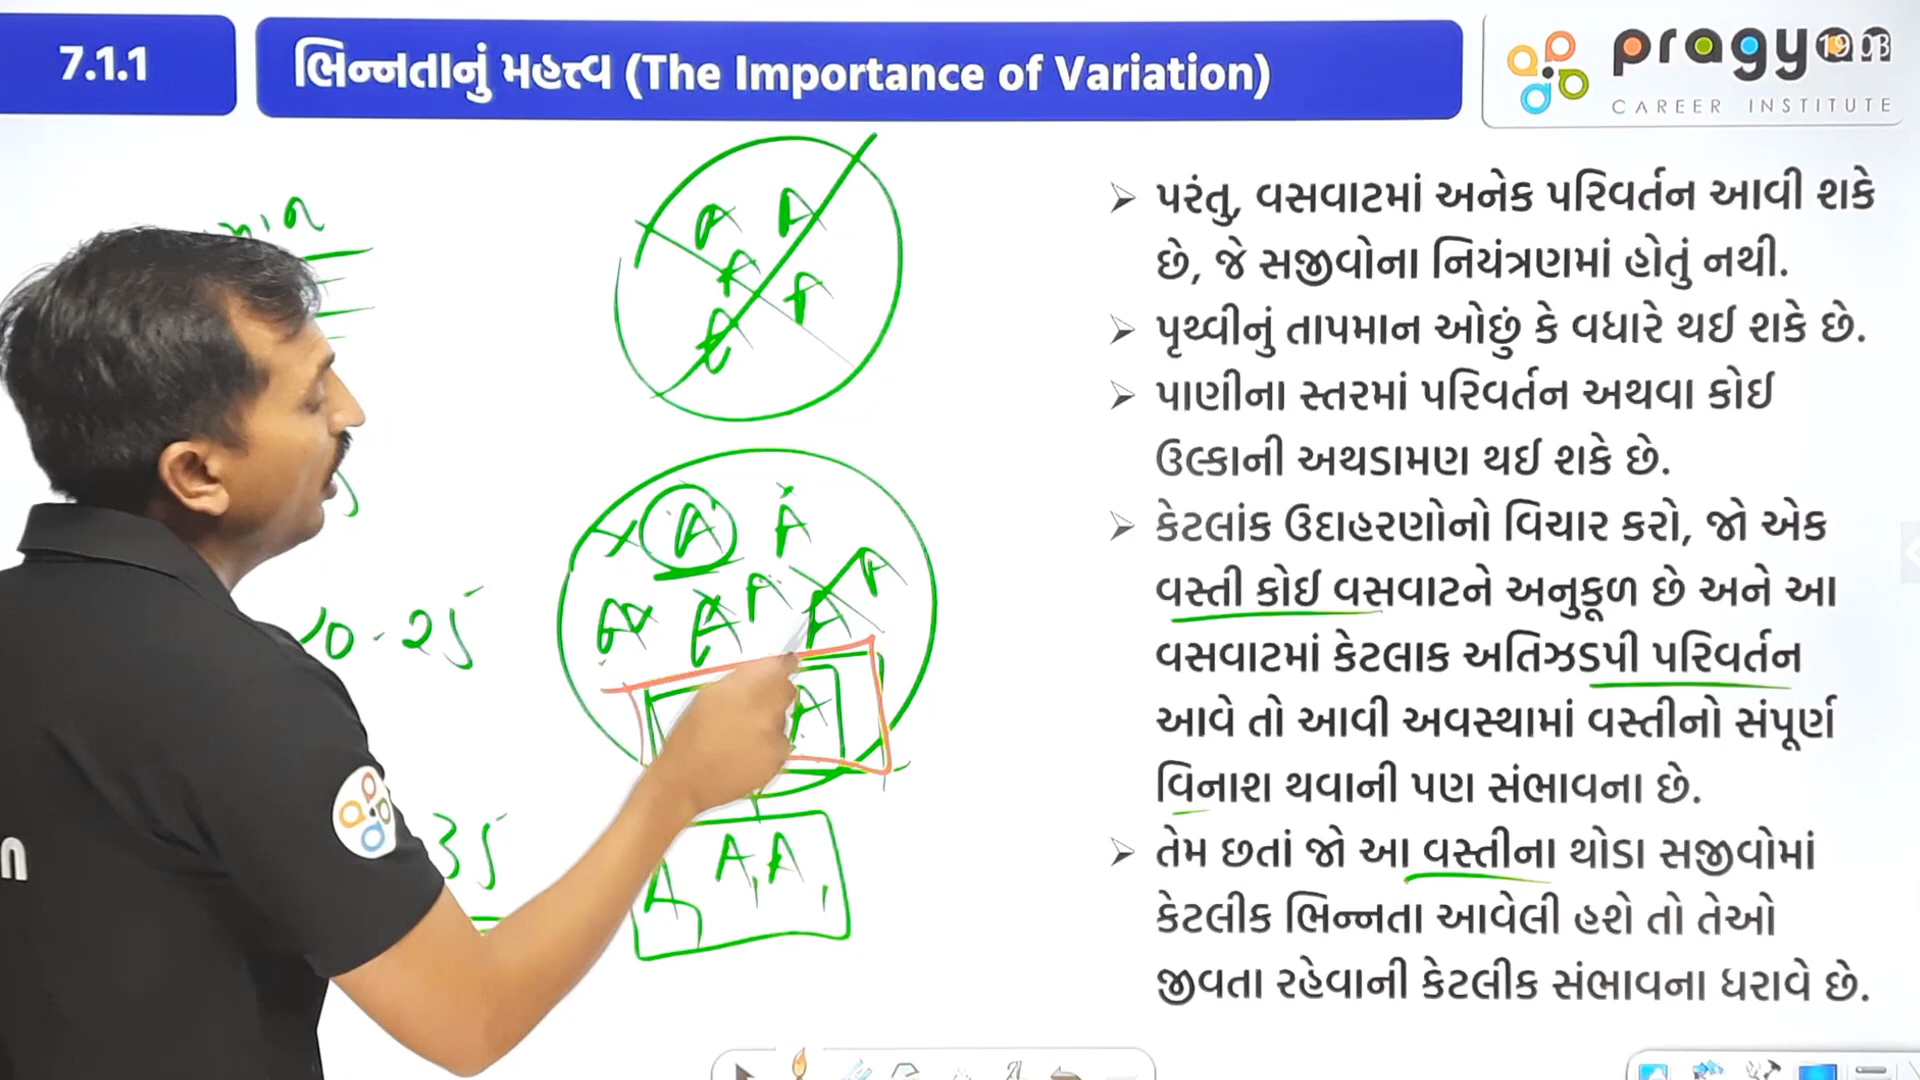 7.1.1
ભિન્નતાનું મહત્ત્વ (The Importance of Variation)
pragyan
CAREER INSTITUTE
➢ પરંતુ, વસવાટમાં અનેક પરિવર્તન આવી શકે
છે, જે સજીવોના નિયંત્રણમાં હોતું નથી.
➢ પૃથ્વીનું તાપમાન ઓછું કે વધારે થઈ શકે છે.
➢ પાણીના સ્તરમાં પરિવર્તન અથવા કોઈ
ઉલ્કાની અથડામણ થઈ શકે છે.
➢ કેટલાંક ઉદાહરણોનો વિચાર કરો, જો એક
વસ્તી કોઈ વસવાટને અનુકૂળ છે અને આ
વસવાટમાં કેટલાક અતિઝડપી પરિવર્તન
આવે તો આવી અવસ્થામાં વસ્તીનો સંપૂર્ણ
વિનાશ થવાની પણ સંભાવના છે.
➢ તેમ છતાં જો આ વસ્તીના થોડા સજીવોમાં
કેટલીક ભિન્નતા આવેલી હશે તો તેઓ
જીવતા રહેવાની કેટલીક સંભાવના ધરાવે છે.
A A
A A
A A
A
A
A
20-25
35
A, A,